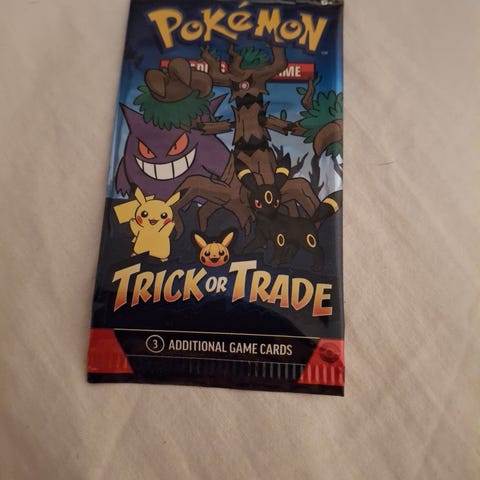 POKéMON
TRICK OR TRADE
3 ADDITIONAL GAME CARDS